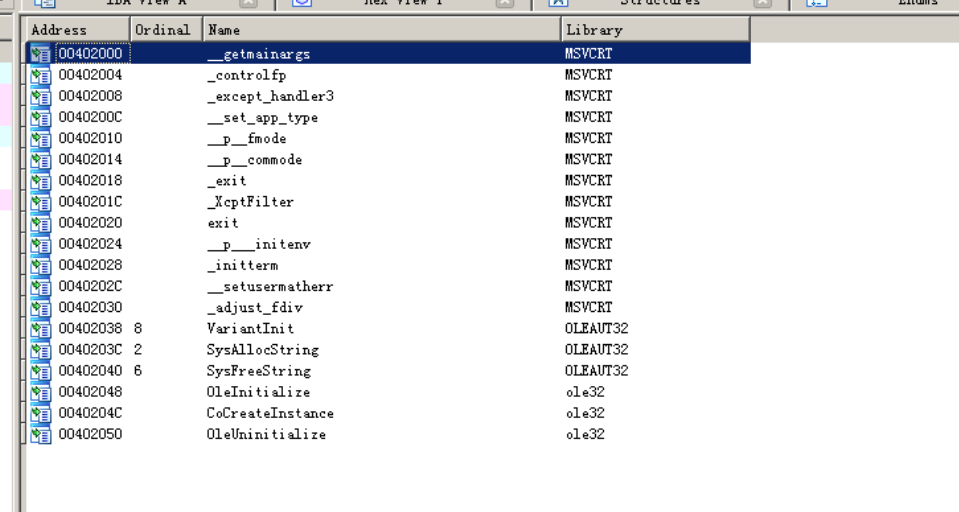 IDA View-A Hex View-1 Structures Enums
Address Ordinal Name Library
00402000 __getmainargs MSVCRT
00402004 _controlfp MSVCRT
00402008 _except_handler3 MSVCRT
0040200C __set_app_type MSVCRT
00402010 __p__fmode MSVCRT
00402014 __p__commode MSVCRT
00402018 _exit MSVCRT
0040201C _XcptFilter MSVCRT
00402020 exit MSVCRT
00402024 __p___initenv MSVCRT
00402028 _initterm MSVCRT
0040202C __setusermatherr MSVCRT
00402030 _adjust_fdiv MSVCRT
00402038 8 VariantInit OLEAUT32
0040203C 2 SysAllocString OLEAUT32
00402040 6 SysFreeString OLEAUT32
00402048 OleInitialize ole32
0040204C CoCreateInstance ole32
00402050 OleUninitialize ole32